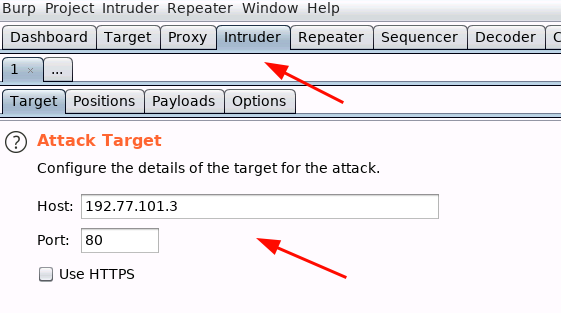 Burp Project Intruder Repeater Window Help
Dashboard Target Proxy Intruder Repeater Sequencer Decoder C
1 × ...
Target Positions Payloads Options
? Attack Target
Configure the details of the target for the attack.
Host: 192.77.101.3
Port: 80
Use HTTPS